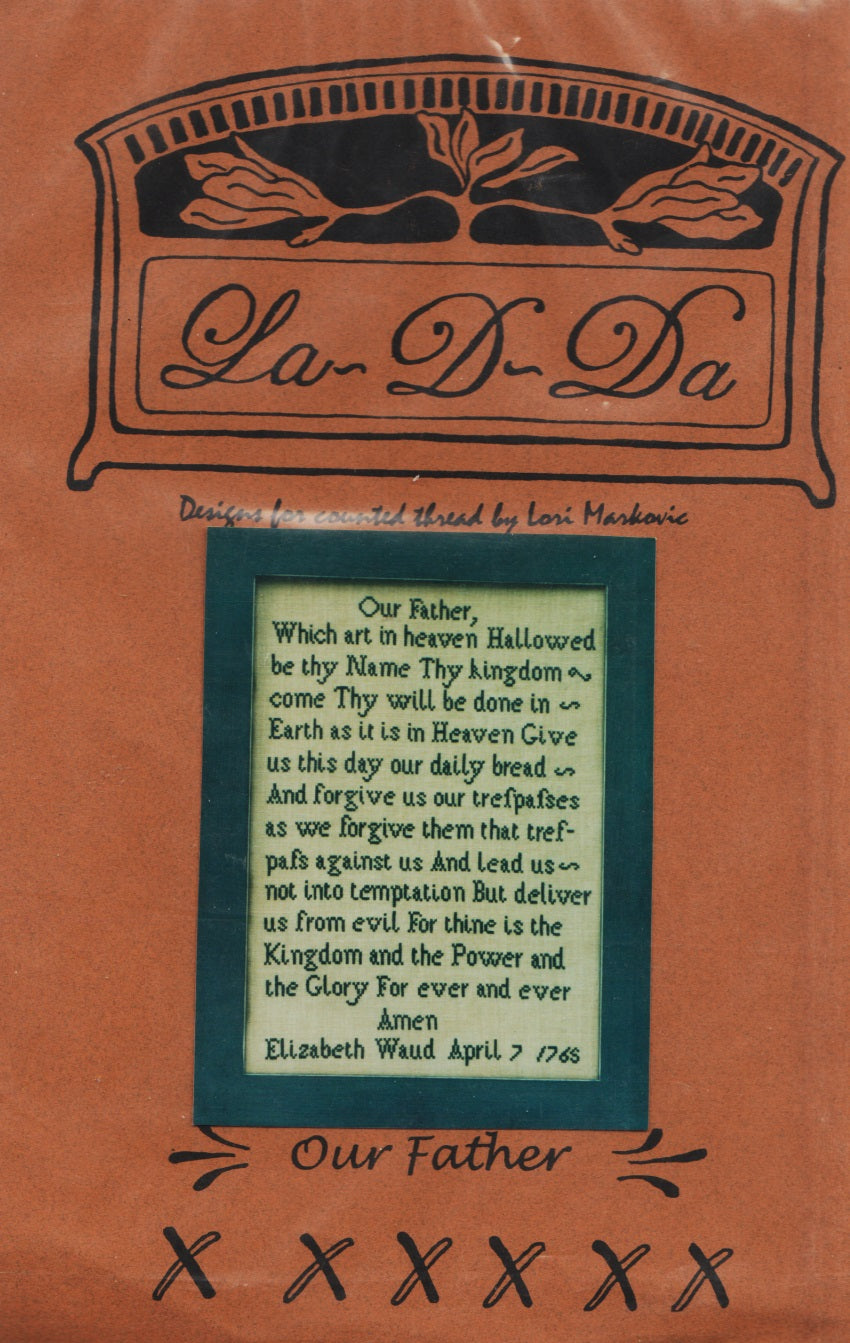 La~D~Da
Designs for counted thread by Lori Markovic
Our Father,
Which art in heaven Hallowed
be thy Name Thy kingdom ~
come Thy will be done in ~
Earth as it is in Heaven Give
us this day our daily bread ~
And forgive us our treſpaſses
as we forgive them that treſ-
paſs against us And lead us ~
not into temptation But deliver
us from evil For thine is the
Kingdom and the Power and
the Glory For ever and ever
Amen
Elizabeth Waud April 7 1765
Our Father
X X X X X X